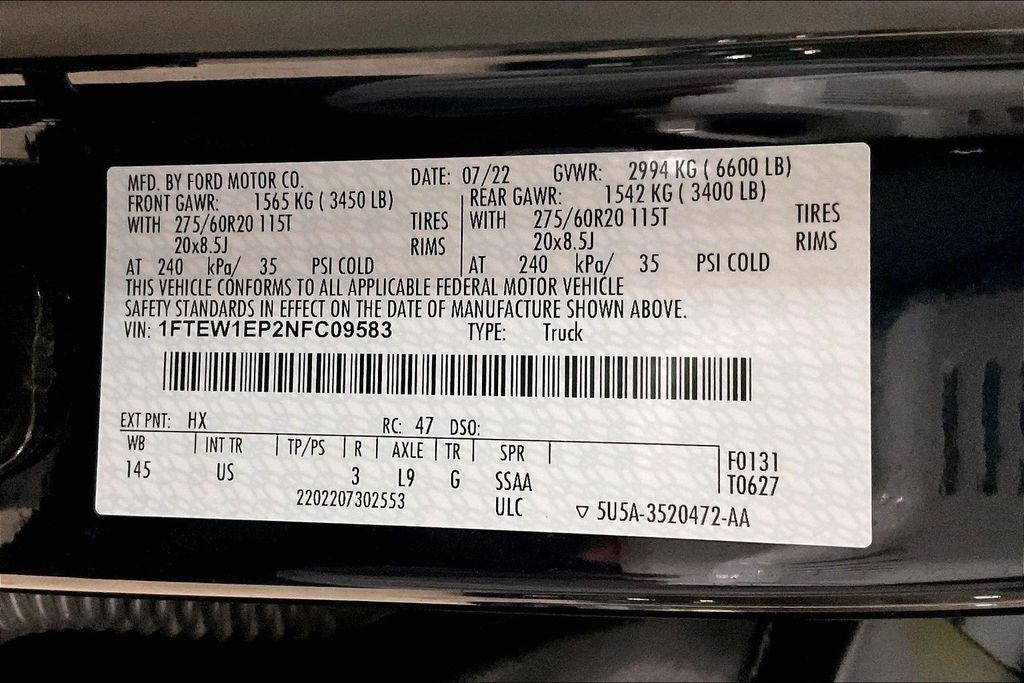 MFD. BY FORD MOTOR CO. DATE: 07/22 GVWR: 2994 KG ( 6600 LB)
FRONT GAWR: 1565 KG ( 3450 LB) REAR GAWR: 1542 KG ( 3400 LB)
WITH 275/60R20 115T TIRES WITH 275/60R20 115T TIRES
20x8.5J RIMS 20x8.5J RIMS
AT 240 kPa/ 35 PSI COLD AT 240 kPa/ 35 PSI COLD
THIS VEHICLE CONFORMS TO ALL APPLICABLE FEDERAL MOTOR VEHICLE
SAFETY STANDARDS IN EFFECT ON THE DATE OF MANUFACTURE SHOWN ABOVE.
VIN: 1FTEW1EP2NFC09583 TYPE: Truck
EXT PNT: HX RC: 47 DSO:
WB INT TR TP/PS R AXLE TR SPR F0131
145 US 3 L9 G SSAA T0627
2202207302553 ULC ▽ 5U5A-3520472-AA